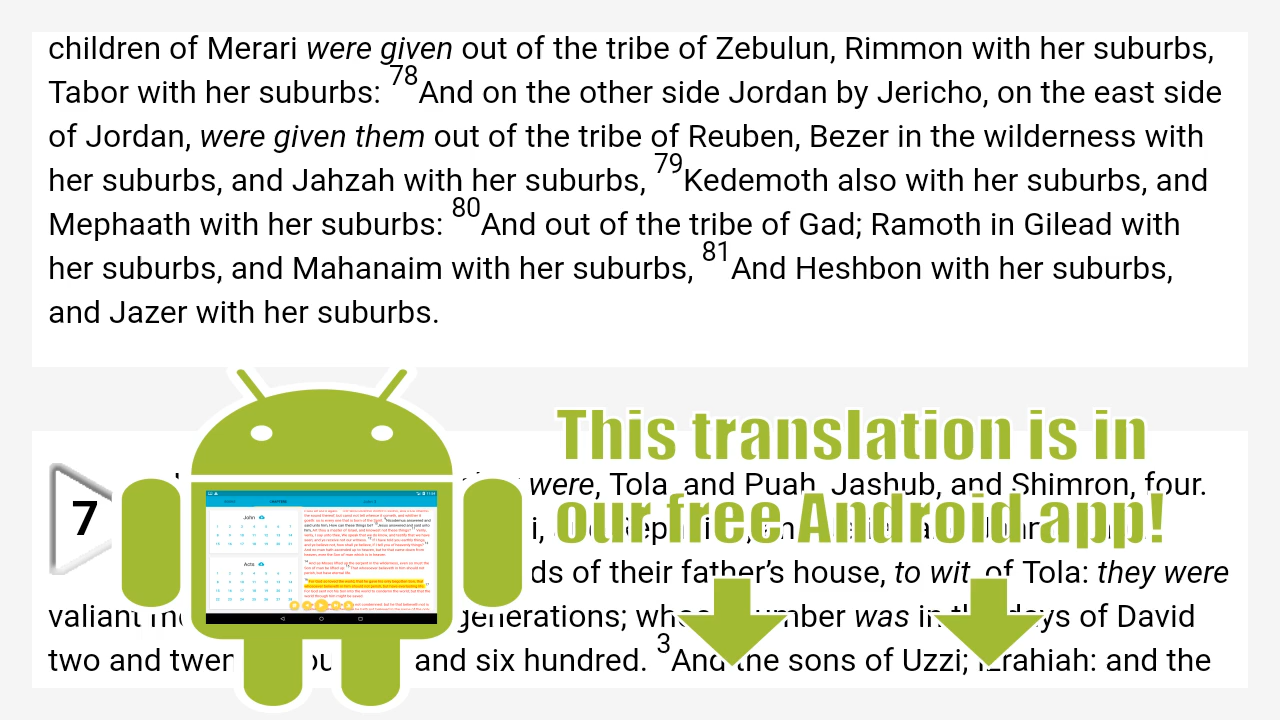 children of Merari were given out of the tribe of Zebulun, Rimmon with her suburbs,
Tabor with her suburbs: 78And on the other side Jordan by Jericho, on the east side
of Jordan, were given them out of the tribe of Reuben, Bezer in the wilderness with
her suburbs, and Jahzah with her suburbs, 79Kedemoth also with her suburbs, and
Mephaath with her suburbs: 80And out of the tribe of Gad; Ramoth in Gilead with
her suburbs, and Mahanaim with her suburbs, 81And Heshbon with her suburbs,
and Jazer with her suburbs.
This translation is in
our free Android app!
7
were, Tola, and Puah, Jashub, and Shimron, four.
ds of their father's house, to wit, of Tola: they were
valiant generations; was in days of David
two and and six hundred. 3And the sons of Uzzi; Izrahiah: and the
John
Acts